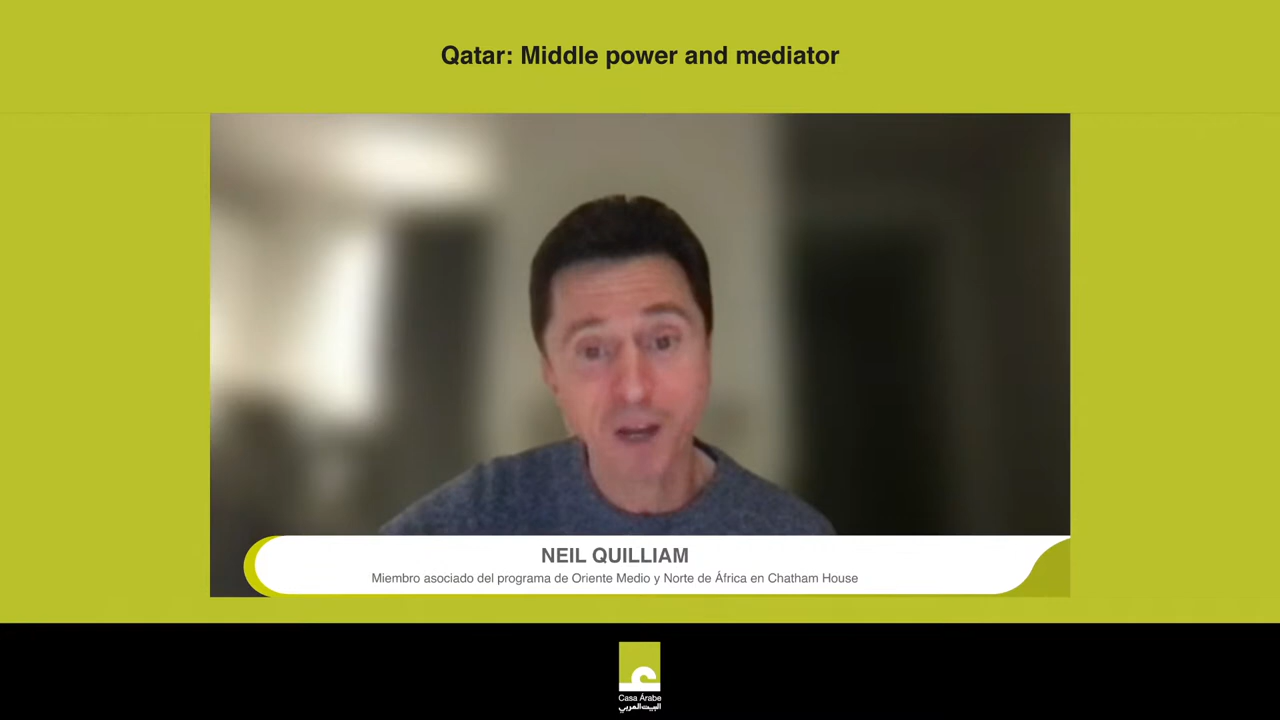 Qatar: Middle power and mediator
NEIL QUILLIAM
Miembro asociado del programa de Oriente Medio y Norte de África en Chatham House
Casa Árabe
البيت العربي